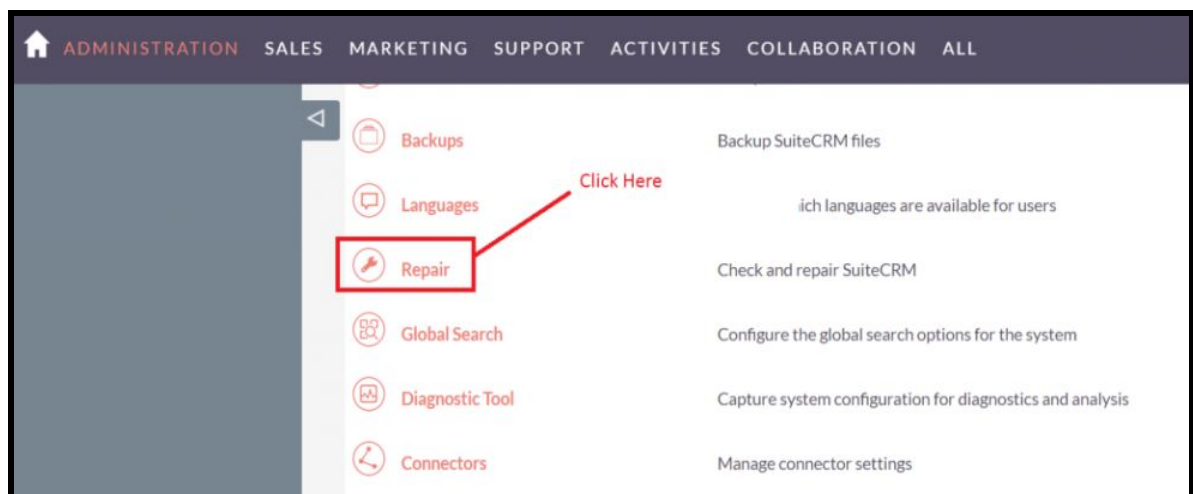 ADMINISTRATION SALES MARKETING SUPPORT ACTIVITIES COLLABORATION ALL
Backups Backup SuiteCRM files
Click Here
Languages ich languages are available for users
Repair Check and repair SuiteCRM
Global Search Configure the global search options for the system
Diagnostic Tool Capture system configuration for diagnostics and analysis
Connectors Manage connector settings